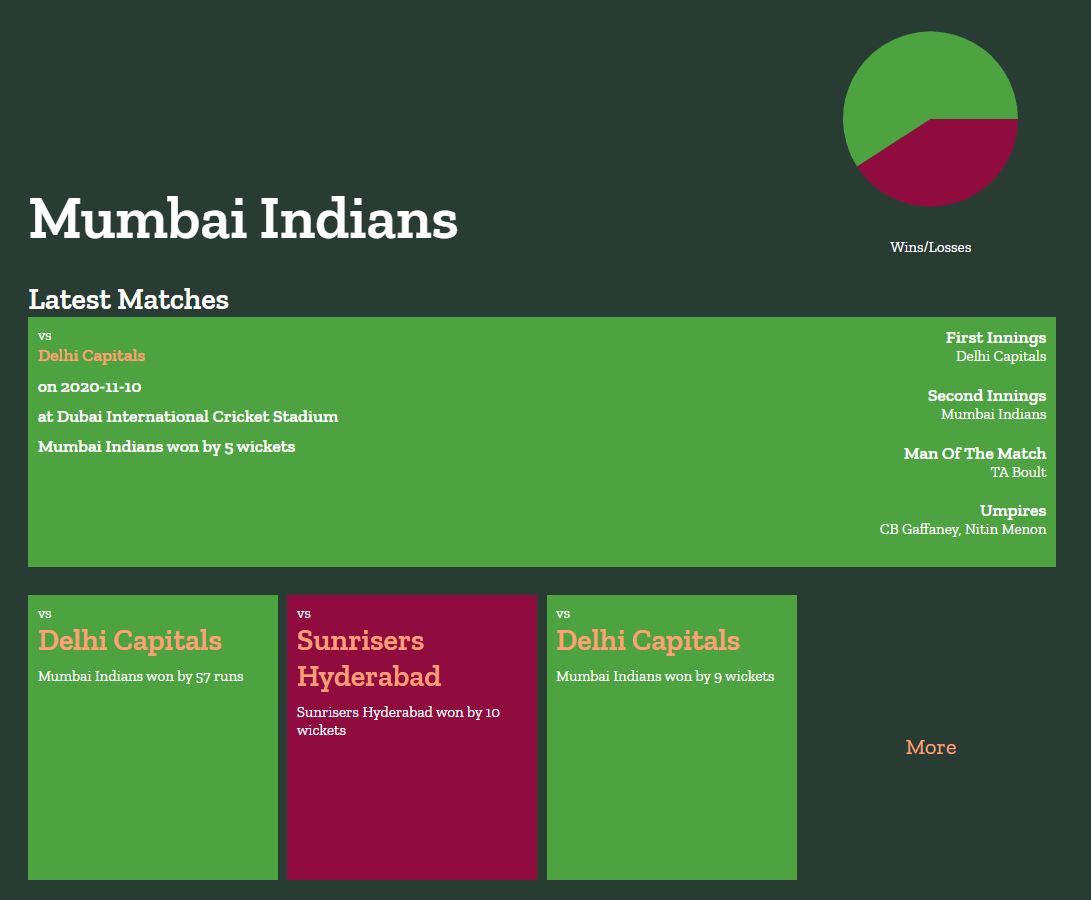 Mumbai Indians
Wins/Losses
Latest Matches
vs
Delhi Capitals
on 2020-11-10
at Dubai International Cricket Stadium
Mumbai Indians won by 5 wickets
First Innings
Delhi Capitals
Second Innings
Mumbai Indians
Man Of The Match
TA Boult
Umpires
CB Gaffaney, Nitin Menon
vs
Delhi Capitals
Mumbai Indians won by 57 runs
vs
Sunrisers
Hyderabad
Sunrisers Hyderabad won by 10
wickets
vs
Delhi Capitals
Mumbai Indians won by 9 wickets
More